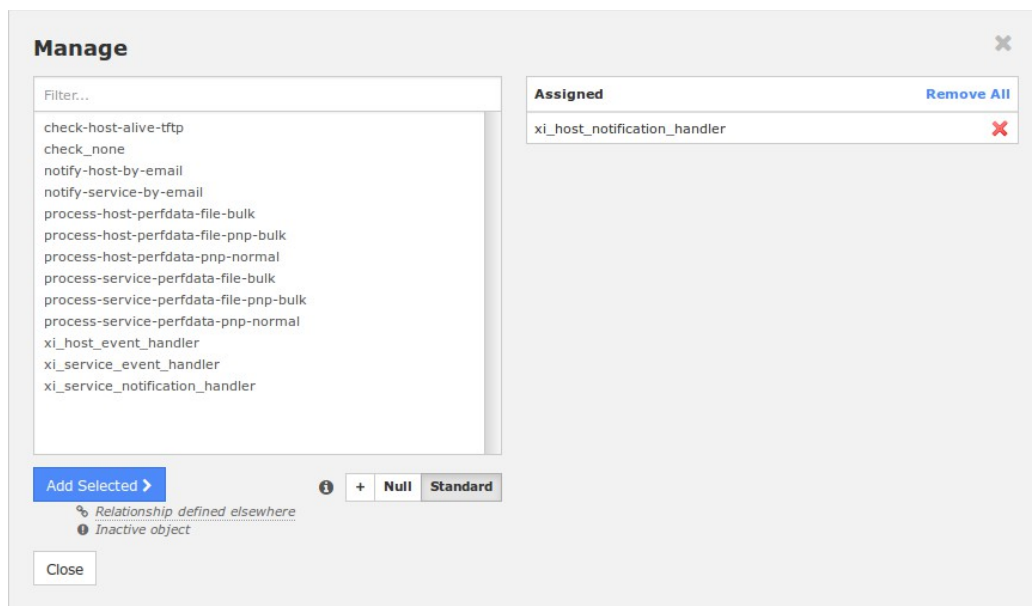 Manage
Filter...
check-host-alive-tftp
check_none
notify-host-by-email
notify-service-by-email
process-host-perfdata-file-bulk
process-host-perfdata-file-pnp-bulk
process-host-perfdata-pnp-normal
process-service-perfdata-file-bulk
process-service-perfdata-file-pnp-bulk
process-service-perfdata-pnp-normal
xi_host_event_handler
xi_service_event_handler
xi_service_notification_handler
Add Selected
+ Null Standard
Relationship defined elsewhere
Inactive object
Close
Assigned Remove All
xi_host_notification_handler